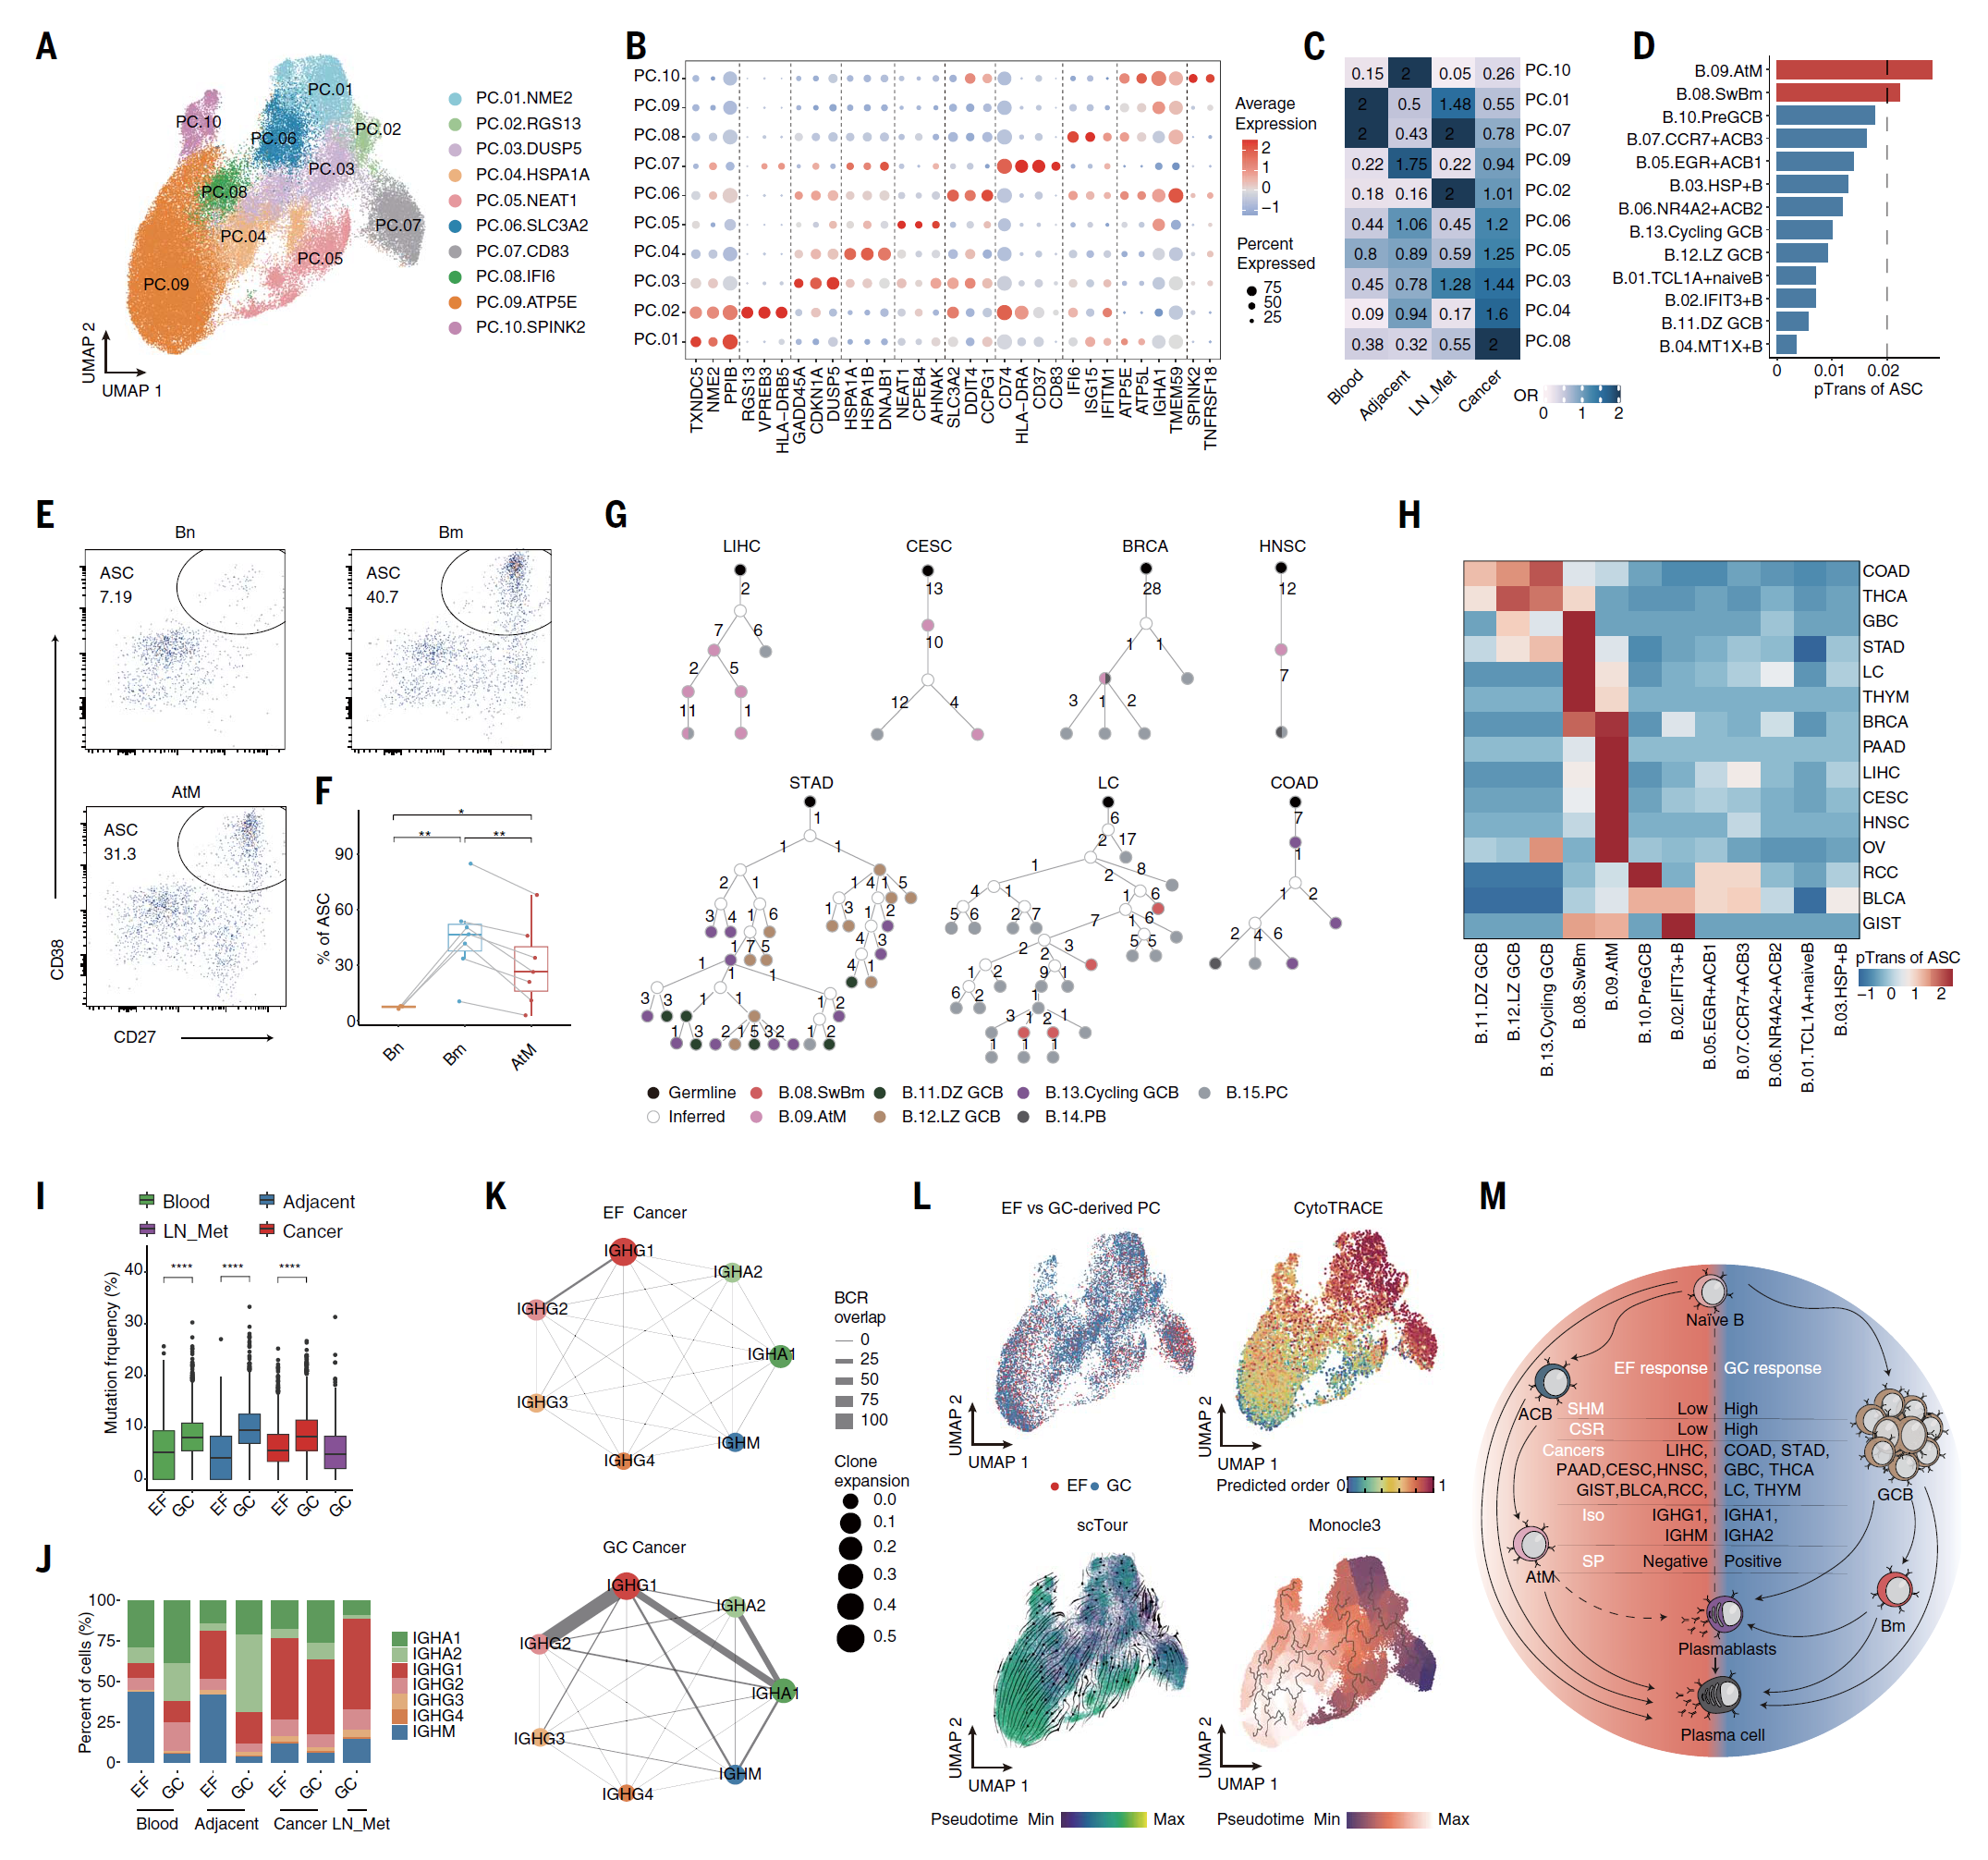 A
PC.01
PC.10
PC.06
PC.02
PC.03
PC.08
PC.04
PC.07
PC.05
PC.09
UMAP 2
UMAP 1
PC.01.NME2
PC.02.RGS13
PC.03.DUSP5
PC.04.HSPA1A
PC.05.NEAT1
PC.06.SLC3A2
PC.07.CD83
PC.08.IFI6
PC.09.ATP5E
PC.10.SPINK2
B
PC.10
PC.09
PC.08
PC.07
PC.06
PC.05
PC.04
PC.03
PC.02
PC.01
TXNDC5
NME2
PPIB
RGS13
VPREB3
HLA-DRB5
GADD45A
CDKN1A
DUSP5
HSPA1A
HSPA1B
DNAJB1
NEAT1
CPEB4
AHNAK
SLC3A2
DDIT4
CCPG1
CD74
HLA-DRA
CD37
CD83
IFI6
ISG15
IFITM1
ATP5E
ATP5L
IGHA1
TMEM59
SPINK2
TNFRSF18
Average
Expression
2
1
0
−1
Percent
Expressed
75
50
25
C
0.15 2 0.05 0.26 PC.10
2 0.5 1.48 0.55 PC.01
2 0.43 2 0.78 PC.07
0.22 1.75 0.22 0.94 PC.09
0.18 0.16 2 1.01 PC.02
0.44 1.06 0.45 1.2 PC.06
0.8 0.89 0.59 1.25 PC.05
0.45 0.78 1.28 1.44 PC.03
0.09 0.94 0.17 1.6 PC.04
0.38 0.32 0.55 2 PC.08
Blood
Adjacent
LN_Met
Cancer
OR
0 1 2
D
B.09.AtM
B.08.SwBm
B.10.PreGCB
B.07.CCR7+ACB3
B.05.EGR+ACB1
B.03.HSP+B
B.06.NR4A2+ACB2
B.13.Cycling GCB
B.12.LZ GCB
B.01.TCL1A+naiveB
B.02.IFIT3+B
B.11.DZ GCB
B.04.MT1X+B
0 0.01 0.02
pTrans of ASC
E
Bn
ASC
7.19
Bm
ASC
40.7
AtM
ASC
31.3
CD38
CD27
F
*
** **
% of ASC
90
60
30
0
Bn
Bm
AtM
G
LIHC
2
7 6
2 5
11 1
CESC
13
10
12 4
BRCA
28
1 1
3 1 2
HNSC
12
7
STAD
1
1 1
2 1 1 4 1 5
3 4 1 6 1 3 1 2
1 7 5 4 3
1 1 1 4 1
3 3 1 1 1 2
1 3 1 2 1 5 3 2 1 2
LC
6
2 17
1 8
2
4 1 1 6
5 6 2 7 7 1 6
2 3 5 5
1 2 9 1
6 2 1
3 1 2 1
1 1 1
COAD
7
1
1 2
2 4 6
Germline
B.08.SwBm
B.11.DZ GCB
B.13.Cycling GCB
B.15.PC
Inferred
B.09.AtM
B.12.LZ GCB
B.14.PB
H
COAD
THCA
GBC
STAD
LC
THYM
BRCA
PAAD
LIHC
CESC
HNSC
OV
RCC
BLCA
GIST
B.11.DZ GCB
B.12.LZ GCB
B.13.Cycling GCB
B.08.SwBm
B.09.AtM
B.10.PreGCB
B.02.IFIT3+B
B.05.EGR+ACB1
B.07.CCR7+ACB3
B.06.NR4A2+ACB2
B.01.TCL1A+naiveB
B.03.HSP+B
pTrans of ASC
−1 0 1 2
I
Blood
Adjacent
LN_Met
Cancer
Mutation frquency (%)
40
30
20
10
0
**** **** ****
EF GC EF GC EF GC GC
J
Percent of cells (%)
100
75
50
25
0
EF GC EF GC EF GC GC
Blood Adjacent Cancer LN_Met
IGHA1
IGHA2
IGHG1
IGHG2
IGHG3
IGHG4
IGHM
K
EF Cancer
IGHG1
IGHA2
IGHG2
IGHA1
IGHG3
IGHM
IGHG4
GC Cancer
IGHG1
IGHA2
IGHG2
IGHA1
IGHG3
IGHM
IGHG4
BCR
overlap
0
25
50
75
100
Clone
expansion
0.0
0.1
0.2
0.3
0.4
0.5
L
EF vs GC-derived PC
UMAP 2
UMAP 1
EF GC
CytoTRACE
UMAP 2
UMAP 1
Predicted order 0 1
scTour
UMAP 2
UMAP 1
Pseudotime Min Max
Monocle3
UMAP 2
UMAP 1
Pseudotime Min Max
M
Naïve B
EF response GC response
ACB
SHM Low High
CSR Low High
Cancers LIHC, COAD, STAD,
PAAD,CESC,HNSC, GBC, THCA
GIST,BLCA,RCC, LC, THYM
GCB
Iso IGHG1, IGHA1,
IGHM IGHA2
SP Negative Positive
AtM
Bm
Plasmablasts
Plasma cell